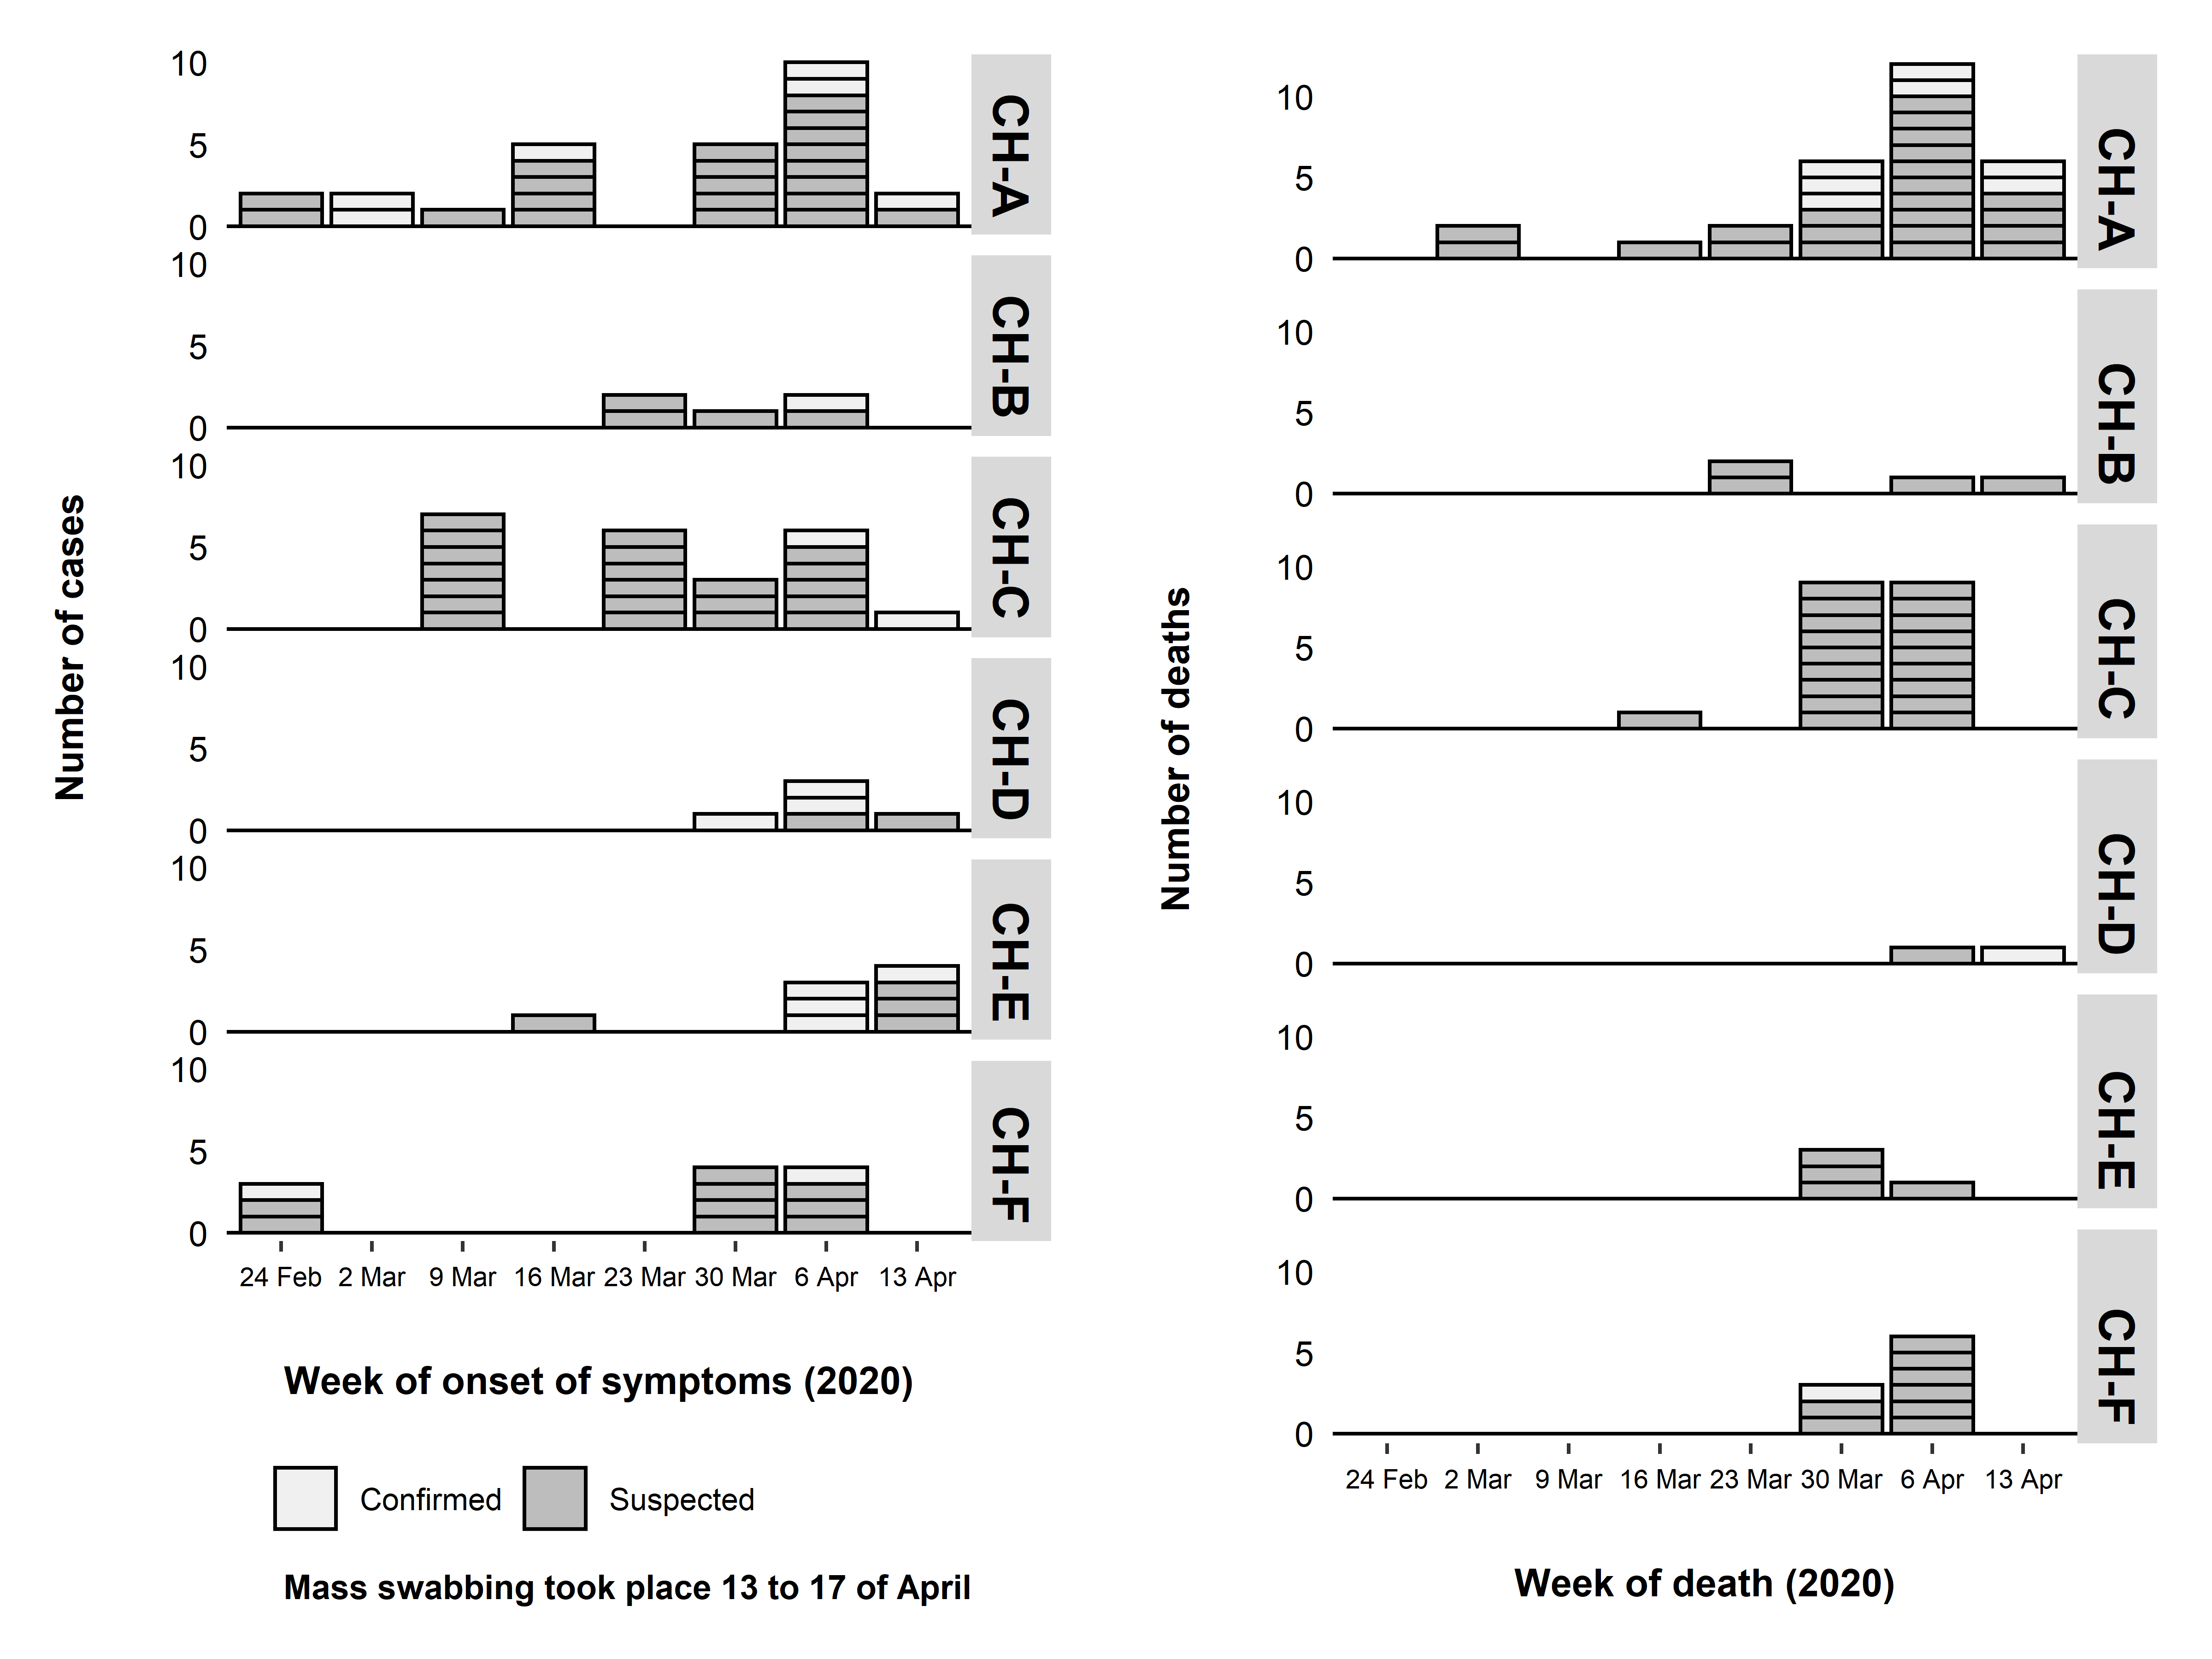 Number of cases
10
5
0
CH-A
10
5
0
CH-B
10
5
0
CH-C
10
5
0
CH-D
10
5
0
CH-E
10
5
0
CH-F
24 Feb 2 Mar 9 Mar 16 Mar 23 Mar 30 Mar 6 Apr 13 Apr
Week of onset of symptoms (2020)
Confirmed Suspected
Mass swabbing took place 13 to 17 of April
Number of deaths
10
5
0
CH-A
10
5
0
CH-B
10
5
0
CH-C
10
5
0
CH-D
10
5
0
CH-E
10
5
0
CH-F
24 Feb 2 Mar 9 Mar 16 Mar 23 Mar 30 Mar 6 Apr 13 Apr
Week of death (2020)